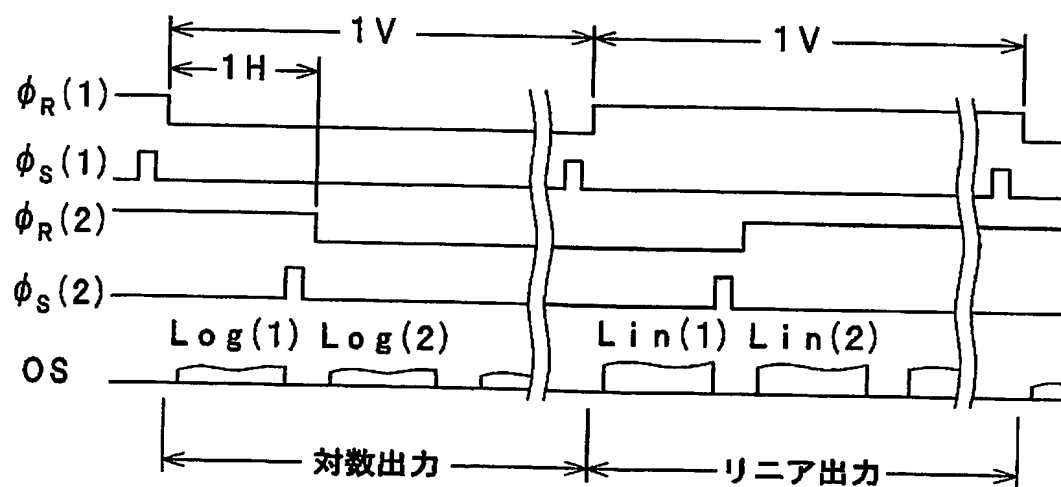 1V 1V
1H
φR(1)
φS(1)
φR(2)
φS(2)
Log(1) Log(2) Lin(1) Lin(2)
OS
対数出力 リニア出力